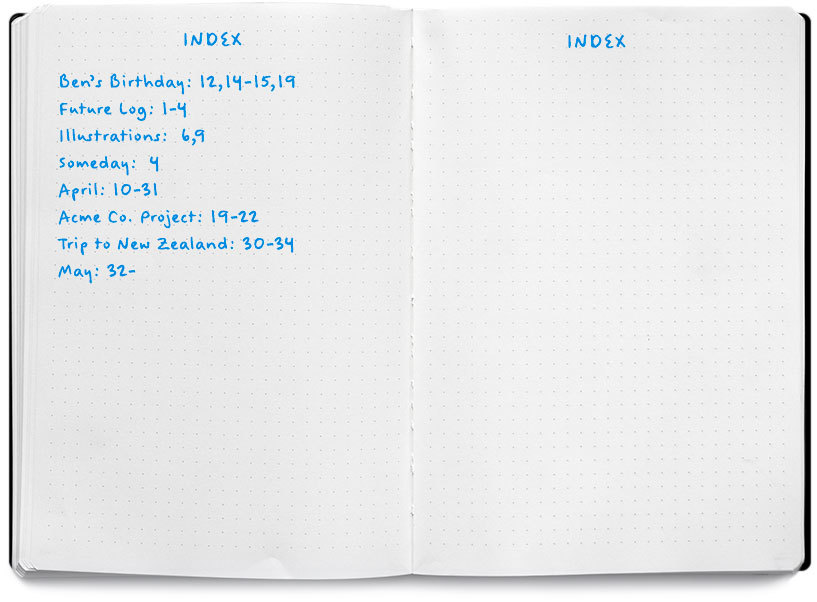 INDEX
Ben's Birthday: 12,14-15,19
Future Log: 1-4
Illustrations: 6,9
Someday: 4
April: 10-31
Acme Co. Project: 19-22
Trip to New Zealand: 30-34
May: 32-
INDEX